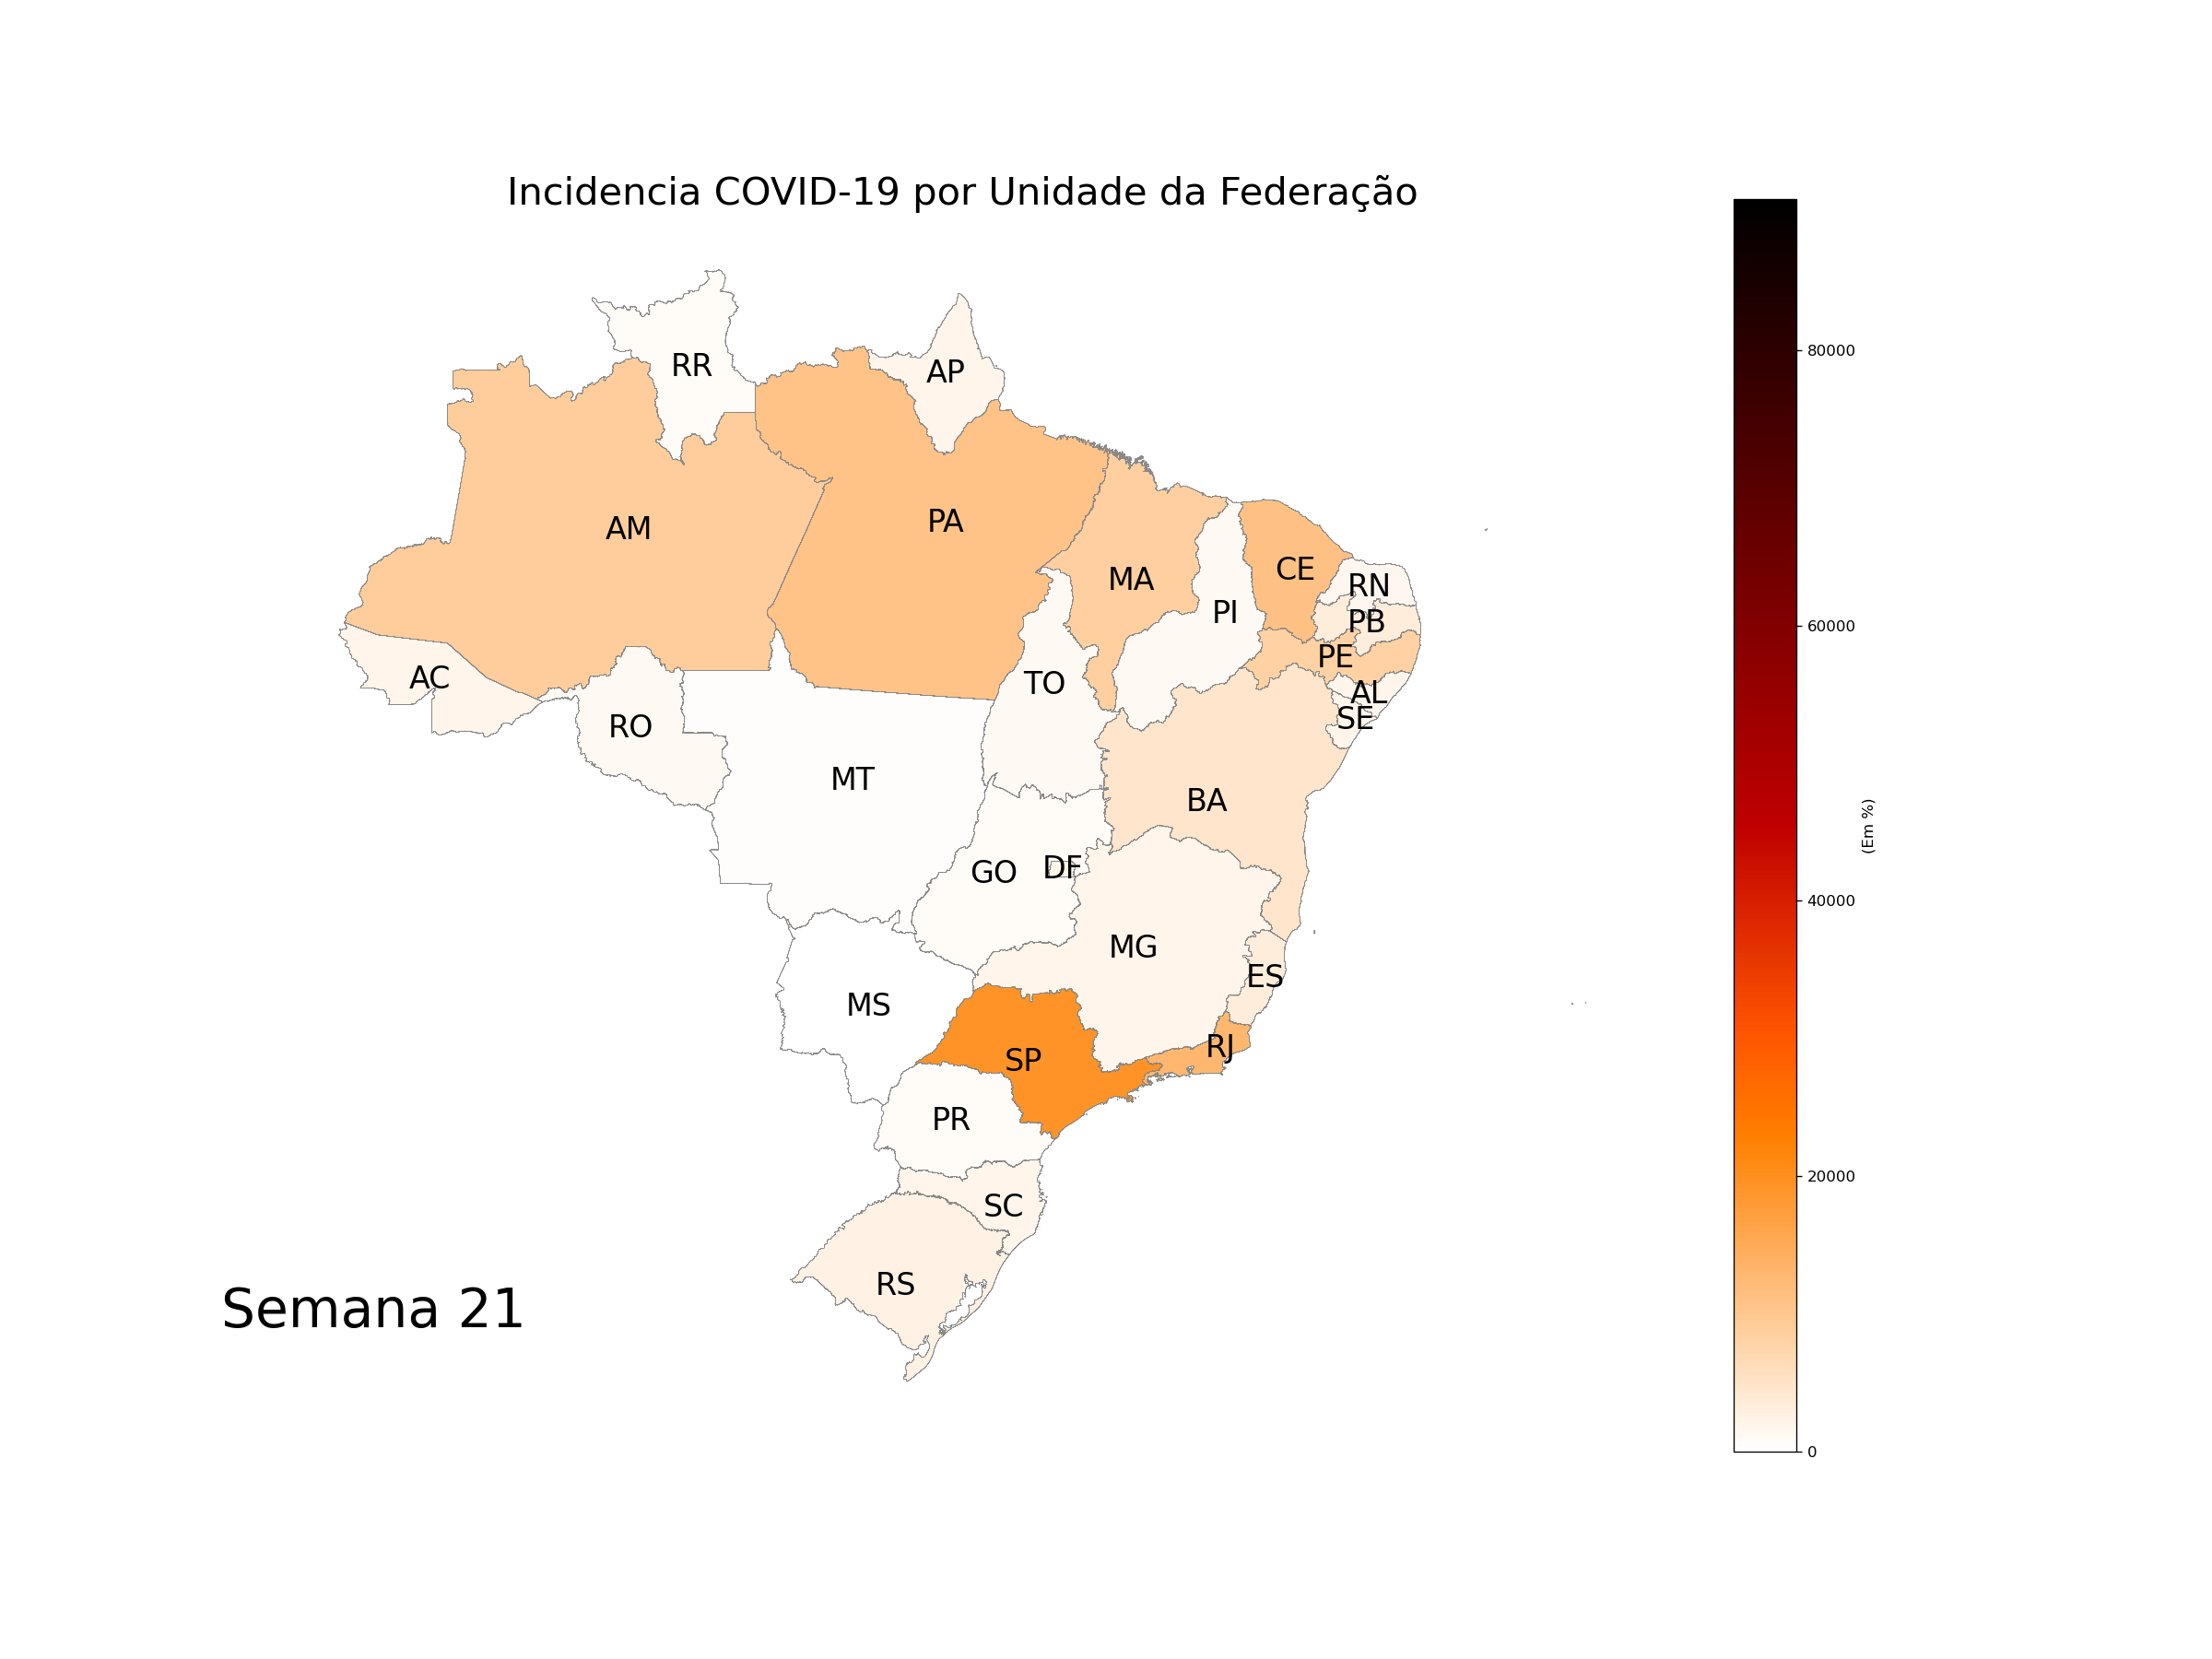 Incidencia COVID-19 por Unidade da Federação
RR
AP
AM
PA
MA
CE
RN
PI
PB
PE
AC
TO
AL
SE
RO
MT
BA
GO
DF
MG
ES
MS
RJ
SP
PR
SC
RS
Semana 21
80000
60000
40000
20000
0
(Em %)